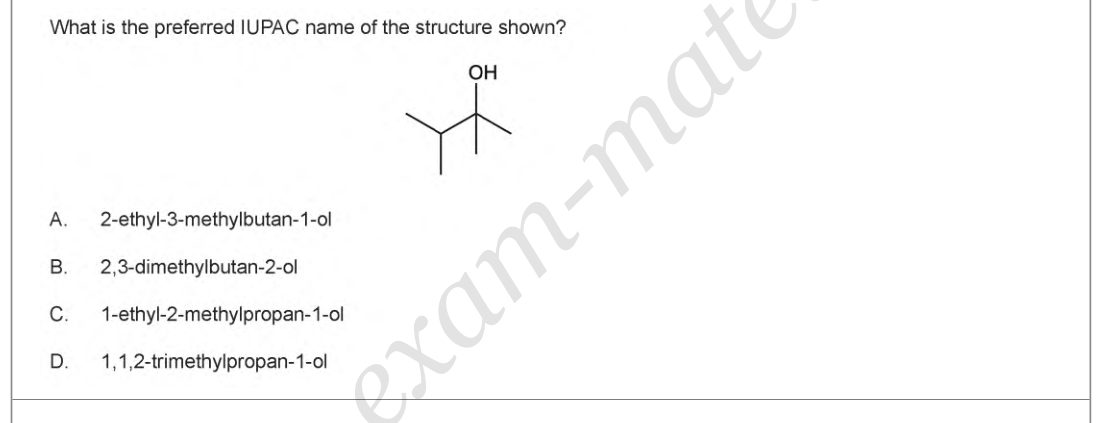 What is the preferred IUPAC name of the structure shown?
OH
A. 2-ethyl-3-methylbutan-1-ol
B. 2,3-dimethylbutan-2-ol
C. 1-ethyl-2-methylpropan-1-ol
D. 1,1,2-trimethylpropan-1-ol
exam-mate